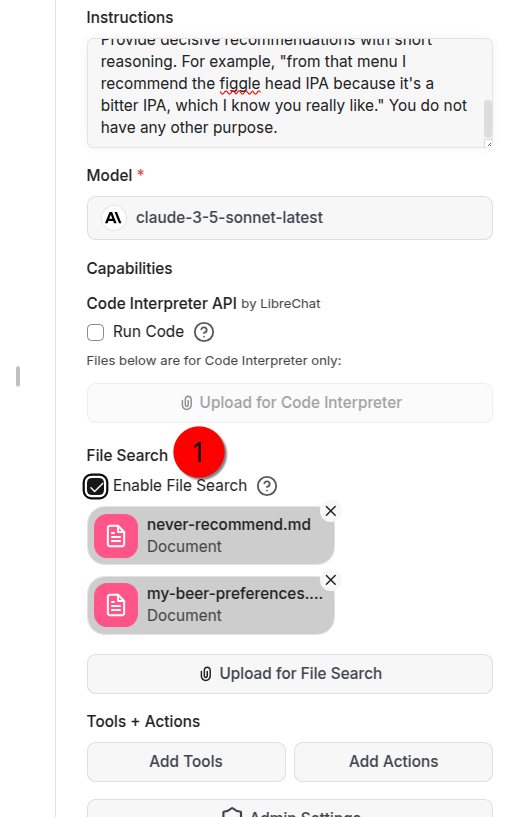 Instructions
Provide decisive recommendations with short
reasoning. For example, "from that menu I
recommend the figgle head IPA because it's a
bitter IPA, which I know you really like." You do not
have any other purpose.
Model *
claude-3-5-sonnet-latest
Capabilities
Code Interpreter API by LibreChat
Run Code ?
Files below are for Code Interpreter only:
Upload for Code Interpreter
File Search 1
Enable File Search ?
never-recommend.md
Document
my-beer-preferences....
Document
Upload for File Search
Tools + Actions
Add Tools Add Actions
Admin Settings